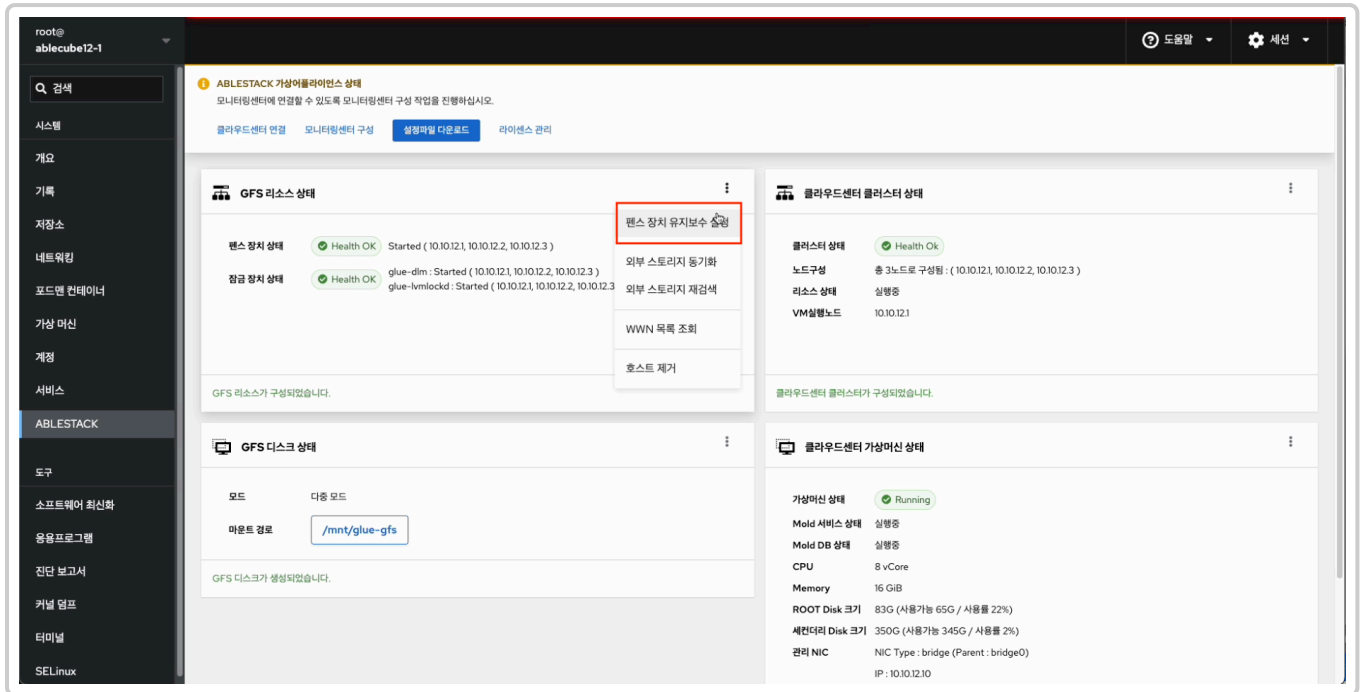 root@
ablecube12-1
도움말
세션
검색
시스템
개요
기록
저장소
네트워킹
포드맨 컨테이너
가상 머신
계정
서비스
ABLESTACK
도구
소프트웨어 최신화
응용프로그램
진단 보고서
커널 덤프
터미널
SELinux
ABLESTACK 가상어플라이언스 상태
모니터링센터에 연결할 수 있도록 모니터링센터 구성 작업을 진행하십시오.
클라우드센터 연결 모니터링센터 구성 설정파일 다운로드 라이센스 관리
GFS 리소스 상태
펜스 장치 상태 Health OK Started ( 10.10.12.1, 10.10.12.2, 10.10.12.3 )
잠금 장치 상태 Health OK glue-dlm : Started ( 10.10.12.1, 10.10.12.2, 10.10.12.3 )
glue-lvmlockd : Started ( 10.10.12.1, 10.10.12.2, 10.10.12.3
GFS 리소스가 구성되었습니다.
펜스 장치 유지보수
외부 스토리지 동기화
외부 스토리지 재검색
WWN 목록 조회
호스트 제거
클라우드센터 클러스터 상태
클러스터 상태 Health Ok
노드구성 총 3노드로 구성됨 : ( 10.10.12.1, 10.10.12.2, 10.10.12.3 )
리소스 상태 실행중
VM실행노드 10.10.12.1
클라우드센터 클러스터가 구성되었습니다.
GFS 디스크 상태
모드 다중 모드
마운트 경로 /mnt/glue-gfs
GFS 디스크가 생성되었습니다.
클라우드센터 가상머신 상태
가상머신 상태 Running
Mold 서비스 상태 실행중
Mold DB 상태 실행중
CPU 8 vCore
Memory 16 GiB
ROOT Disk 크기 83G (사용가능 65G / 사용률 22%)
세컨더리 Disk 크기 350G (사용가능 345G / 사용률 2%)
관리 NIC NIC Type : bridge (Parent : bridge0)
IP : 10.10.12.10